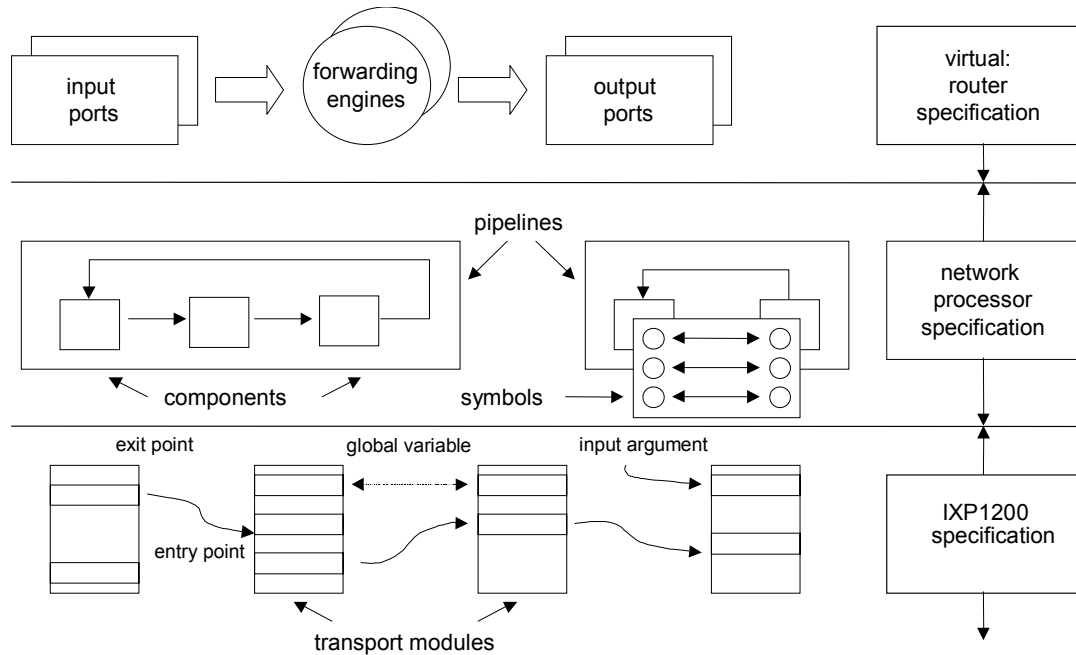 input
ports
forwarding
engines
output
ports
virtual:
router
specification
pipelines
network
processor
specification
components
symbols
exit point
global variable
input argument
entry point
IXP1200
specification
transport modules